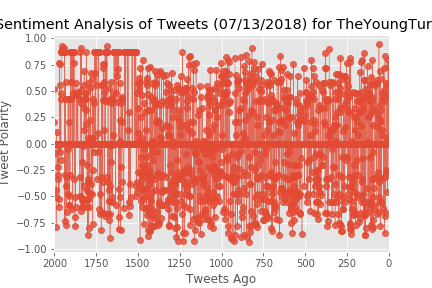 Sentiment Analysis of Tweets (07/13/2018) for TheYoungTur
1.00
0.75
0.50
0.25
0.00
−0.25
−0.50
−0.75
−1.00
Tweet Polarity
2000 1750 1500 1250 1000 750 500 250 0
Tweets Ago